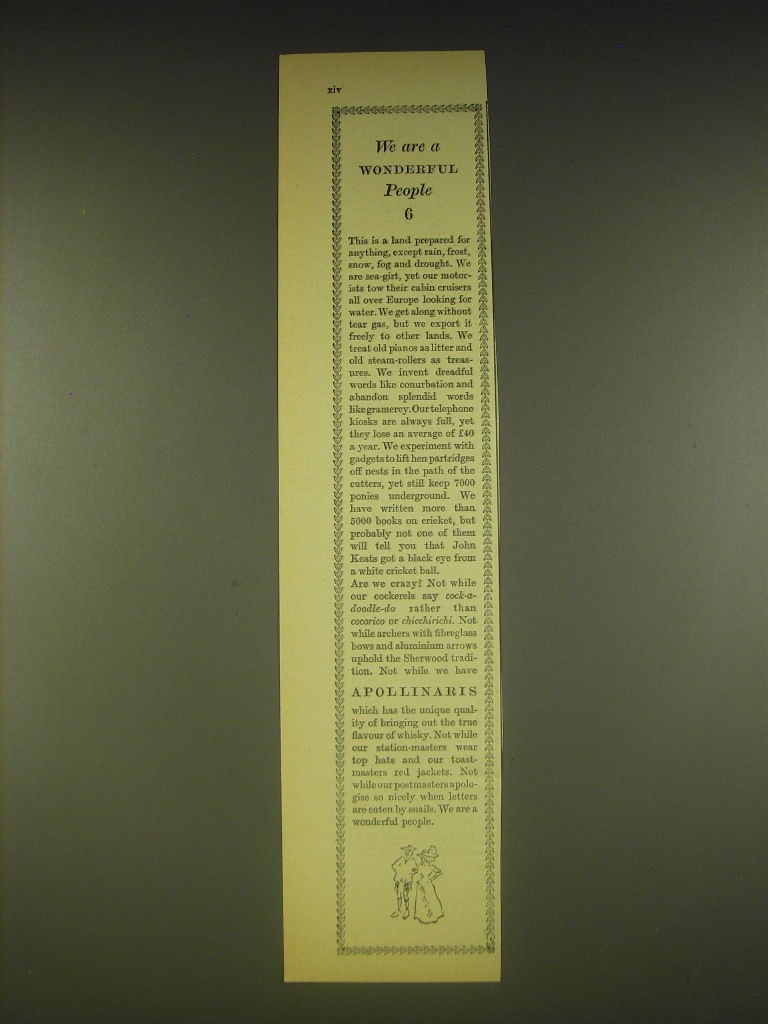 xiv
We are a
WONDERFUL
People
6
This is a land prepared for
anything, except rain, frost,
snow, fog and drought. We
are sea-girt, yet our motor-
ists tow their cabin cruisers
all over Europe looking for
water. We get along without
tear gas, but we export it
freely to other lands. We
treat old pianos as litter and
old steam-rollers as treas-
ures. We invent dreadful
words like conurbation and
abandon splendid words
like gramercy. Our telephone
kiosks are always full, yet
they lose an average of £40
a year. We experiment with
gadgets to lift hen partridges
off nests in the path of the
cutters, yet still keep 7000
ponies underground. We
have written more than
5000 books on cricket, but
probably not one of them
will tell you that John
Keats got a black eye from
a white cricket ball.
Are we crazy? Not while
our cockerels say cock-a-
doodle-do rather than
cocorico or chicchirichi. Not
while archers with fibreglass
bows and aluminium arrows
uphold the Sherwood tradi-
tion. Not while we have
APOLLINARIS
which has the unique qual-
ity of bringing out the true
flavour of whisky. Not while
our station-masters wear
top hats and our toast-
masters red jackets. Not
while our postmasters apolo-
gise so nicely when letters
are eaten by snails. We are a
wonderful people.